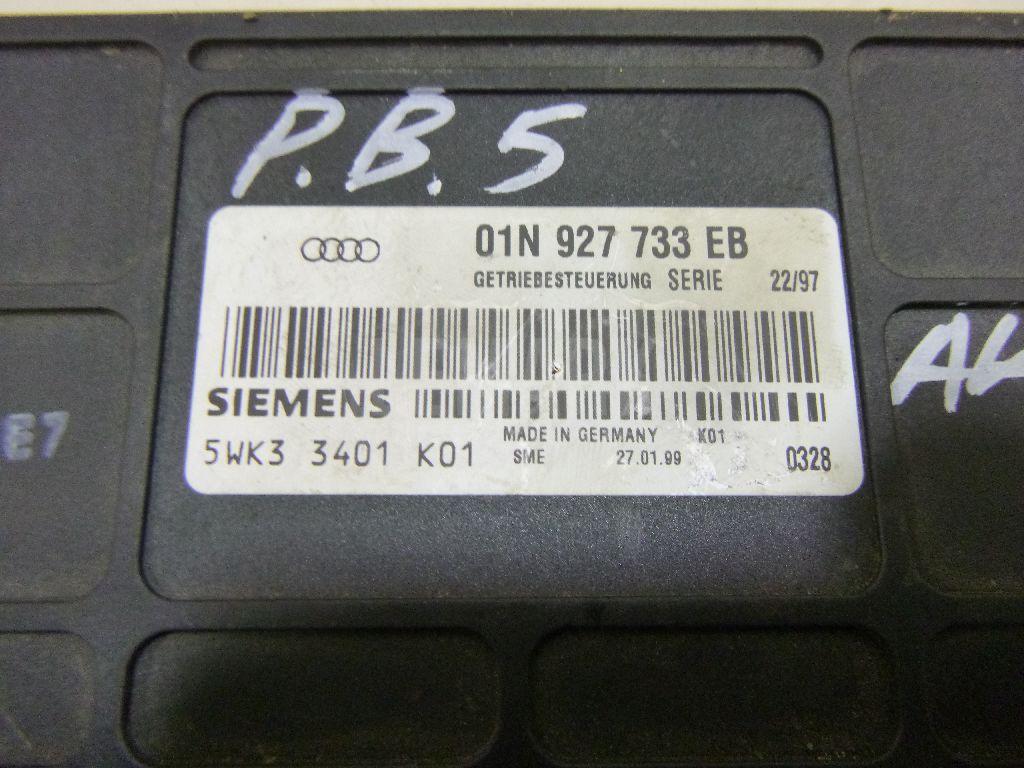 P.B. 5
01N 927 733 EB
GETRIEBESTEUERUNG SERIE 22/97
SIEMENS
MADE IN GERMANY K01
5WK3 3401 K01 SME 27.01.99 0328
E7